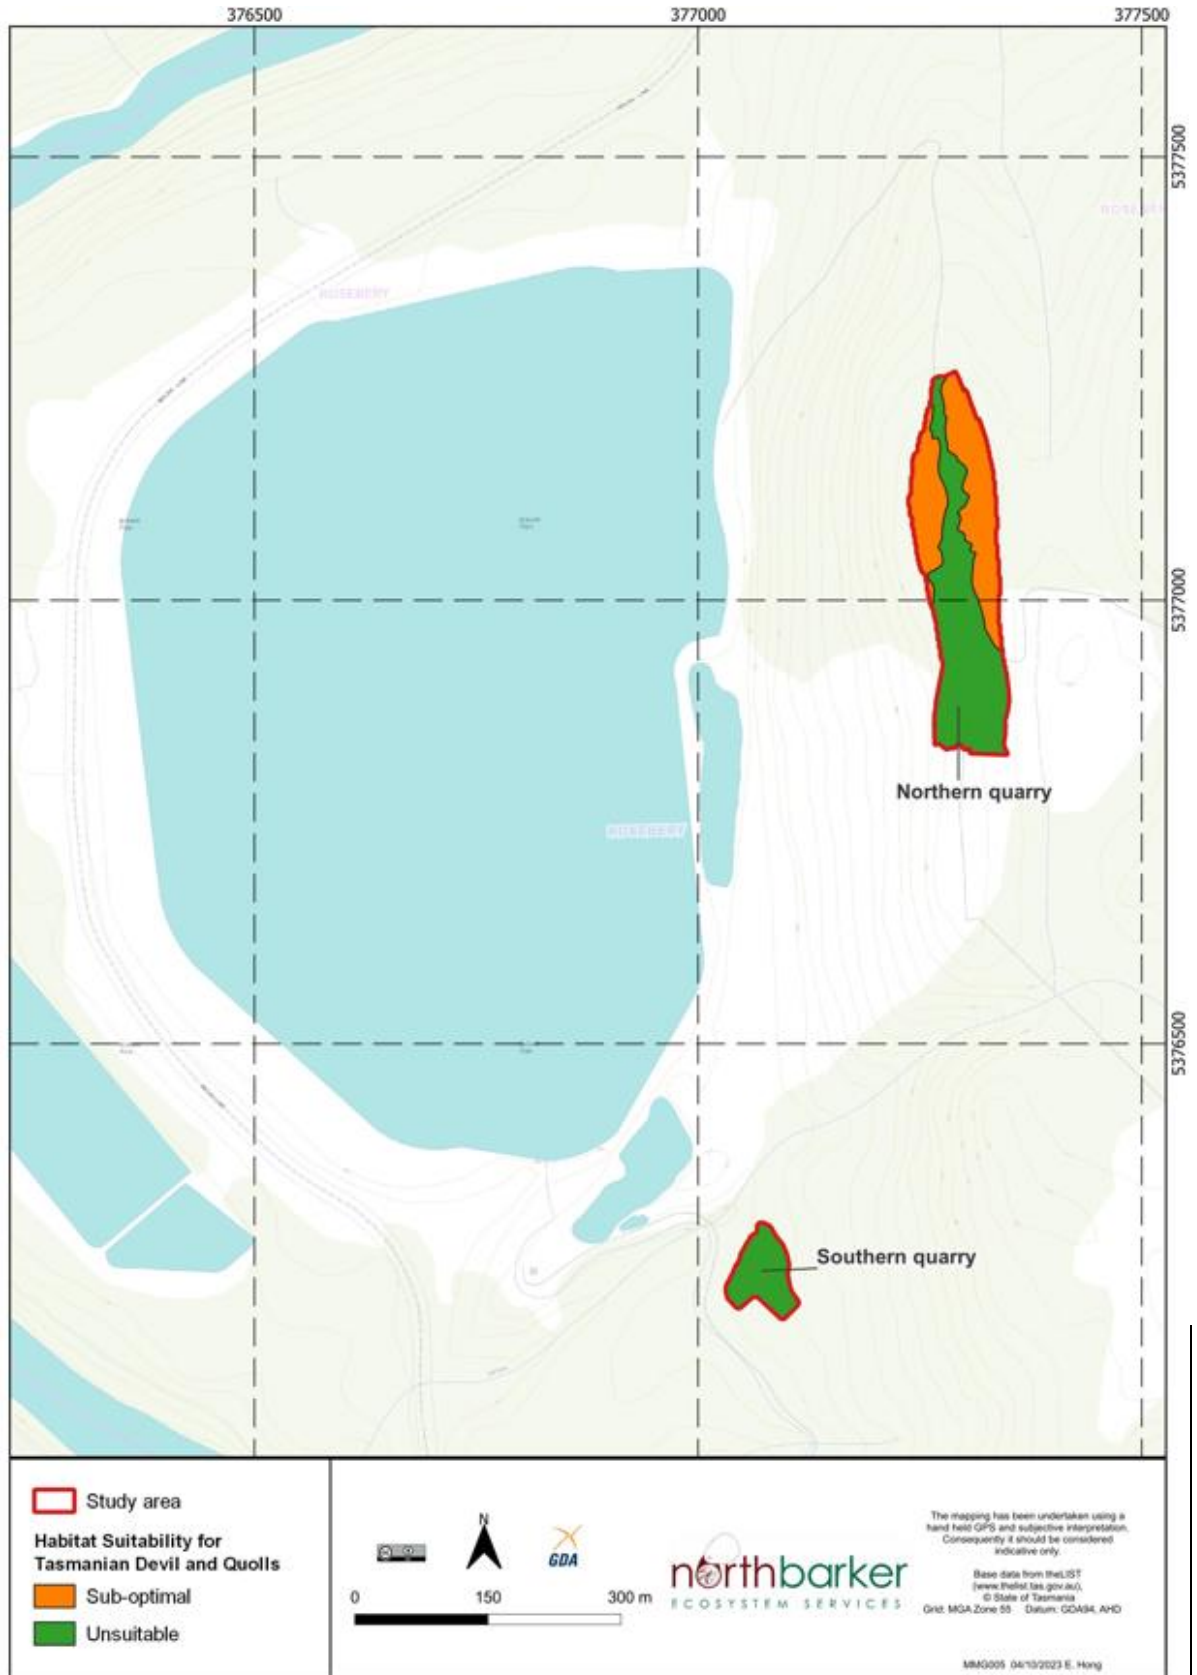 376500
377000
377500
5377500
ROSEBERY
ROSEBERY
5377000
Northern quarry
ROSEBERY
5376500
Southern quarry
Study area
Habitat Suitability for
Tasmanian Devil and Quolls
Sub-optimal
Unsuitable
N
GDA
0 150 300 m
northbarker
ECOSYSTEM SERVICES
The mapping has been undertaken using a
hand held GPS and subjective interpretation.
Consequently it should be considered
indicative only.
Base data from theLIST
(www.thelist.tas.gov.au),
© State of Tasmania
Grid: MGA Zone 55 Datum: GDA94, AHD
MMG005 04/10/2023 E. Hong